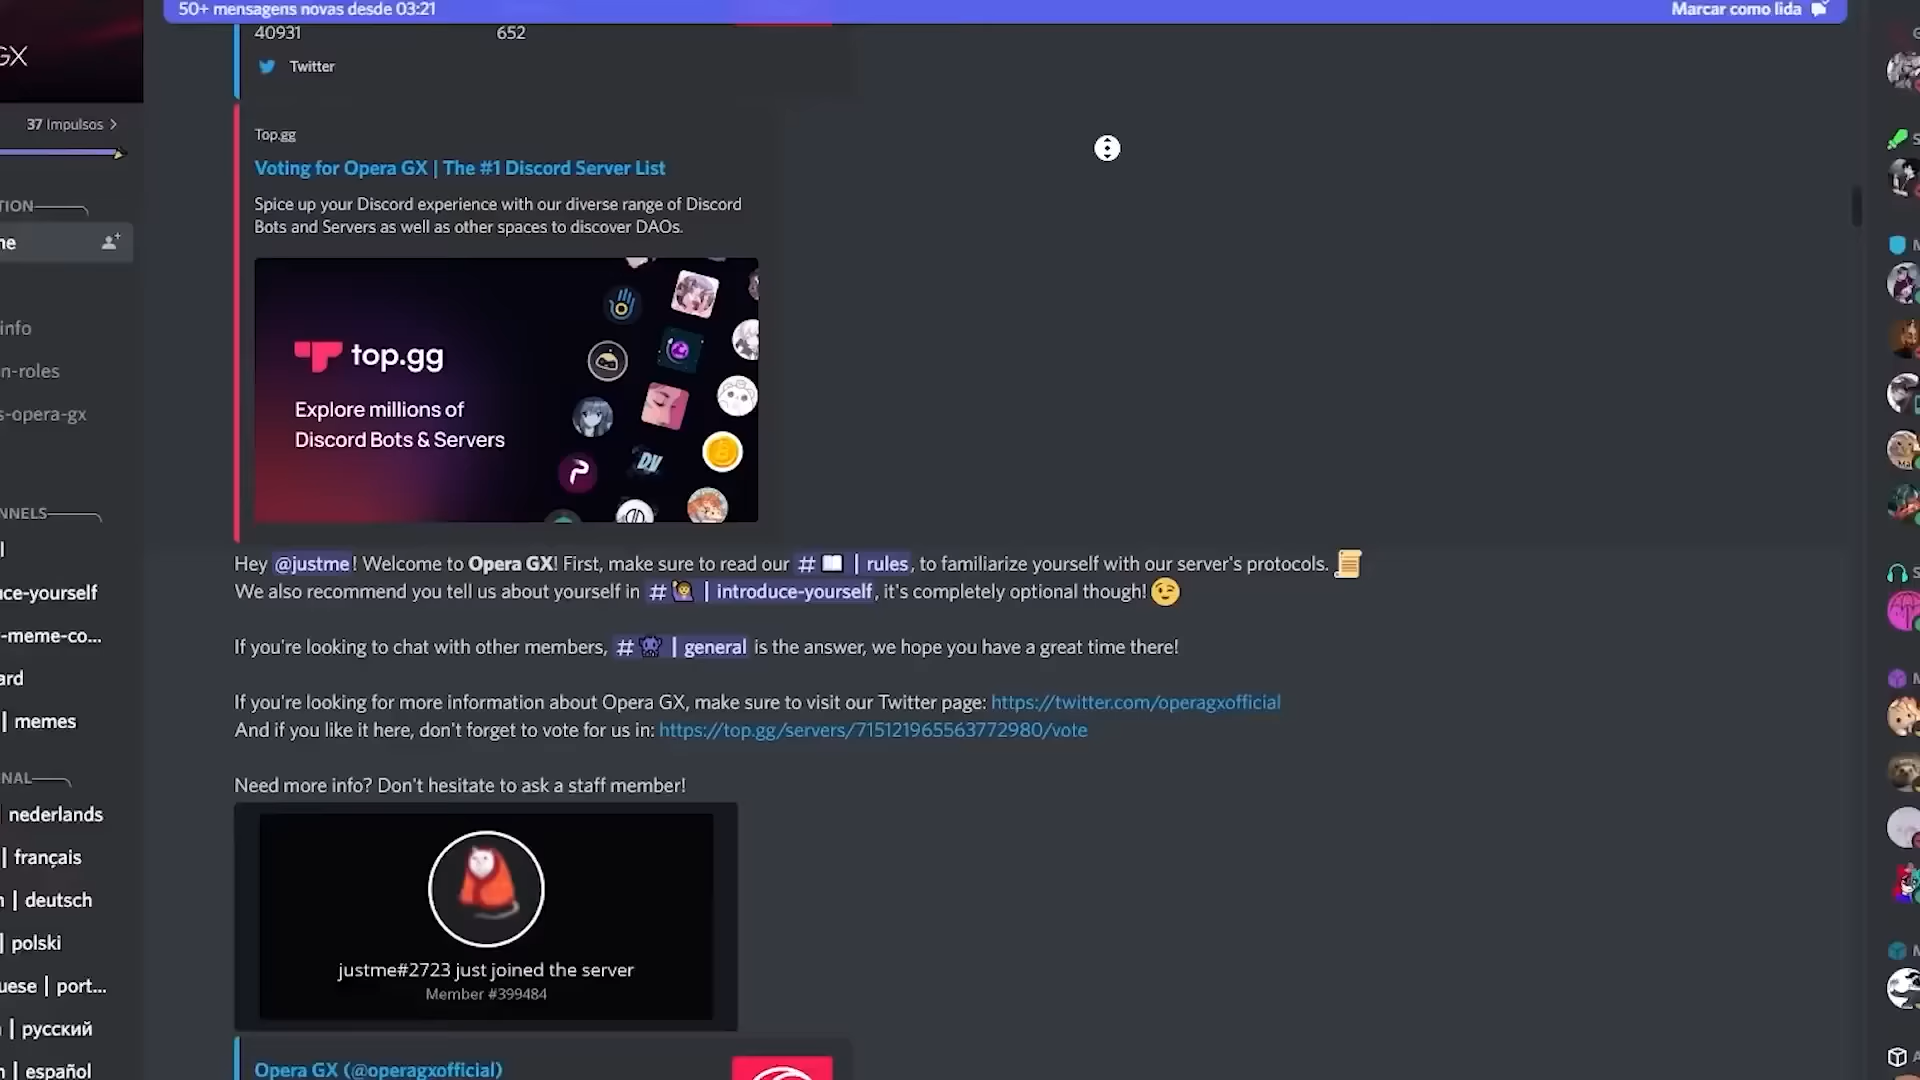 50+ mensagens novas desde 03:21
Marcar como lida
GX
37 Impulsos
TION
ne
info
n-roles
s-opera-gx
NNELS
l
ce-yourself
-meme-co...
ard
| memes
NAL
nederlands
| français
n | deutsch
| polski
uese | port...
| русский
n | español
40931 652
Twitter
Top.gg
Voting for Opera GX | The #1 Discord Server List
Spice up your Discord experience with our diverse range of Discord
Bots and Servers as well as other spaces to discover DAOs.
top.gg
Explore millions of
Discord Bots & Servers
DV
Hey @justme! Welcome to Opera GX! First, make sure to read our # 📖 | rules, to familiarize yourself with our server's protocols. 📜
We also recommend you tell us about yourself in # 🙋 | introduce-yourself, it's completely optional though! 😉
If you're looking to chat with other members, # | general is the answer, we hope you have a great time there!
If you're looking for more information about Opera GX, make sure to visit our Twitter page: https://twitter.com/operagxofficial
And if you like it here, don't forget to vote for us in: https://top.gg/servers/715121965563772980/vote
Need more info? Don't hesitate to ask a staff member!
justme#2723 just joined the server
Member #399484
Opera GX (@operagxofficial)